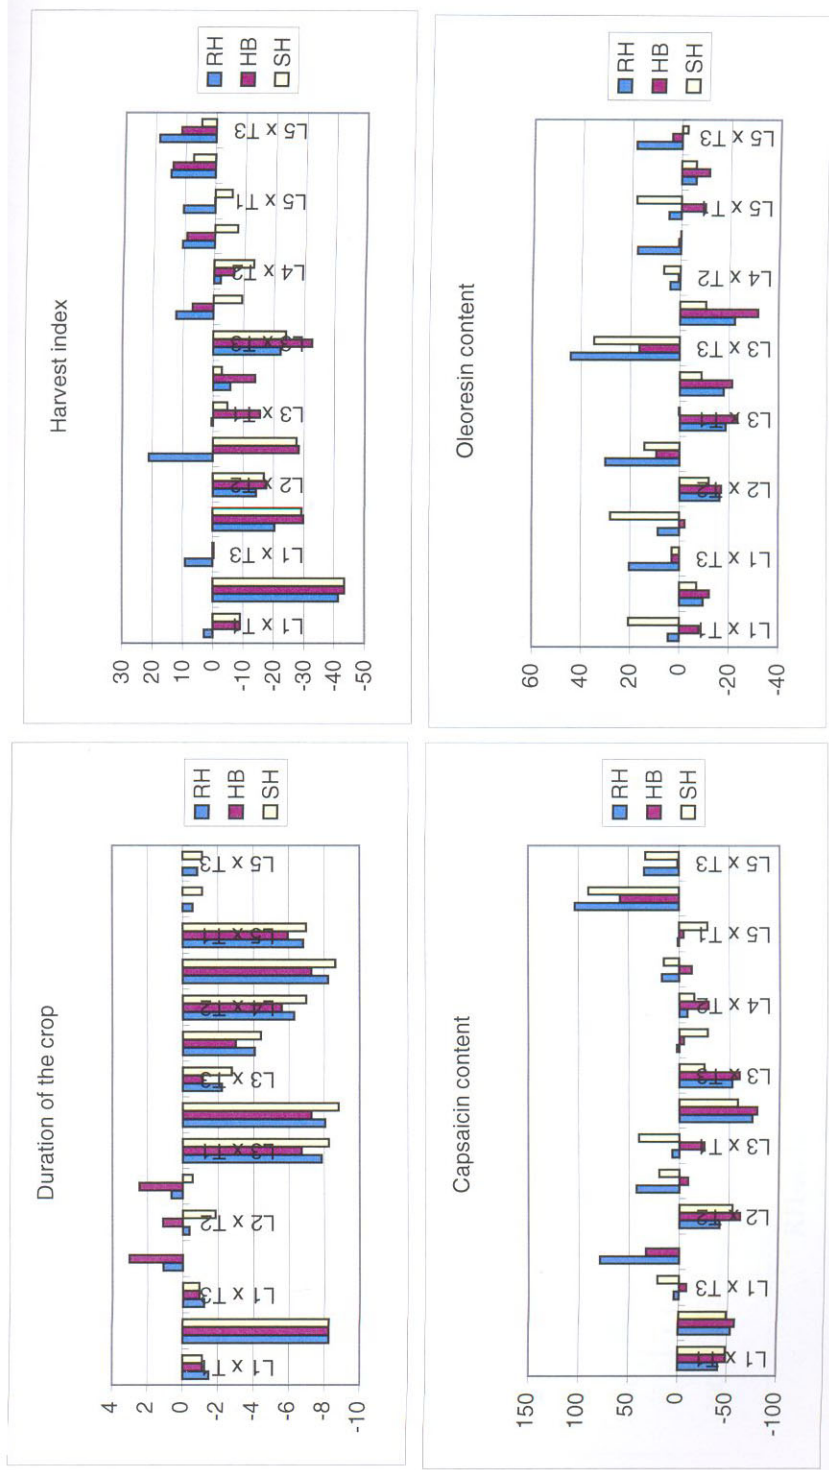 Duration of the crop
4
2
0
-2
-4
-6
-8
-10
L1 x T
L1 x T3
L2 x T2
L3 x T1
L3 x T3
L4 x T2
L5 x T1
L5 x T3
RH
HB
SH
Harvest index
30
20
10
0
-10
-20
-30
-40
-50
L1 x T1
L1 x T3
L2 x T2
L3 x T1
L3 x T3
L4 x T2
L5 x T1
L5 x T3
RH
HB
SH
Capsaicin content
150
100
50
0
-50
-100
L1 x T1
L1 x T3
L2 x T2
L3 x T1
L3 x T3
L4 x T2
L5 x T1
L5 x T3
RH
HB
SH
Oleoresin content
60
40
20
0
-20
-40
L1 x T1
L1 x T3
L2 x T2
L3 x T1
L3 x T3
L4 x T2
L5 x T1
L5 x T3
RH
HB
SH